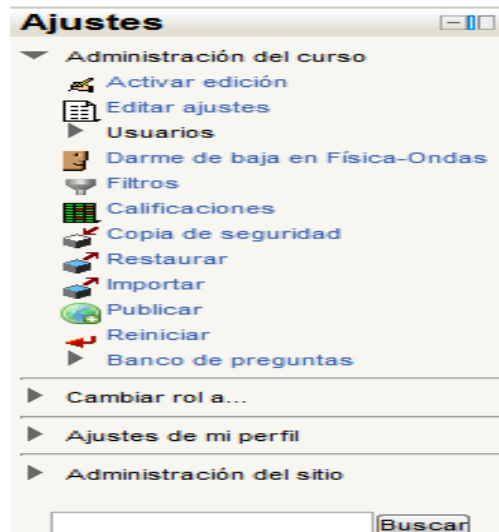 Ajustes
Administración del curso
Activar edición
Editar ajustes
Usuarios
Darme de baja en Física-Ondas
Filtros
Calificaciones
Copia de seguridad
Restaurar
Importar
Publicar
Reiniciar
Banco de preguntas
Cambiar rol a...
Ajustes de mi perfil
Administración del sitio
Buscar